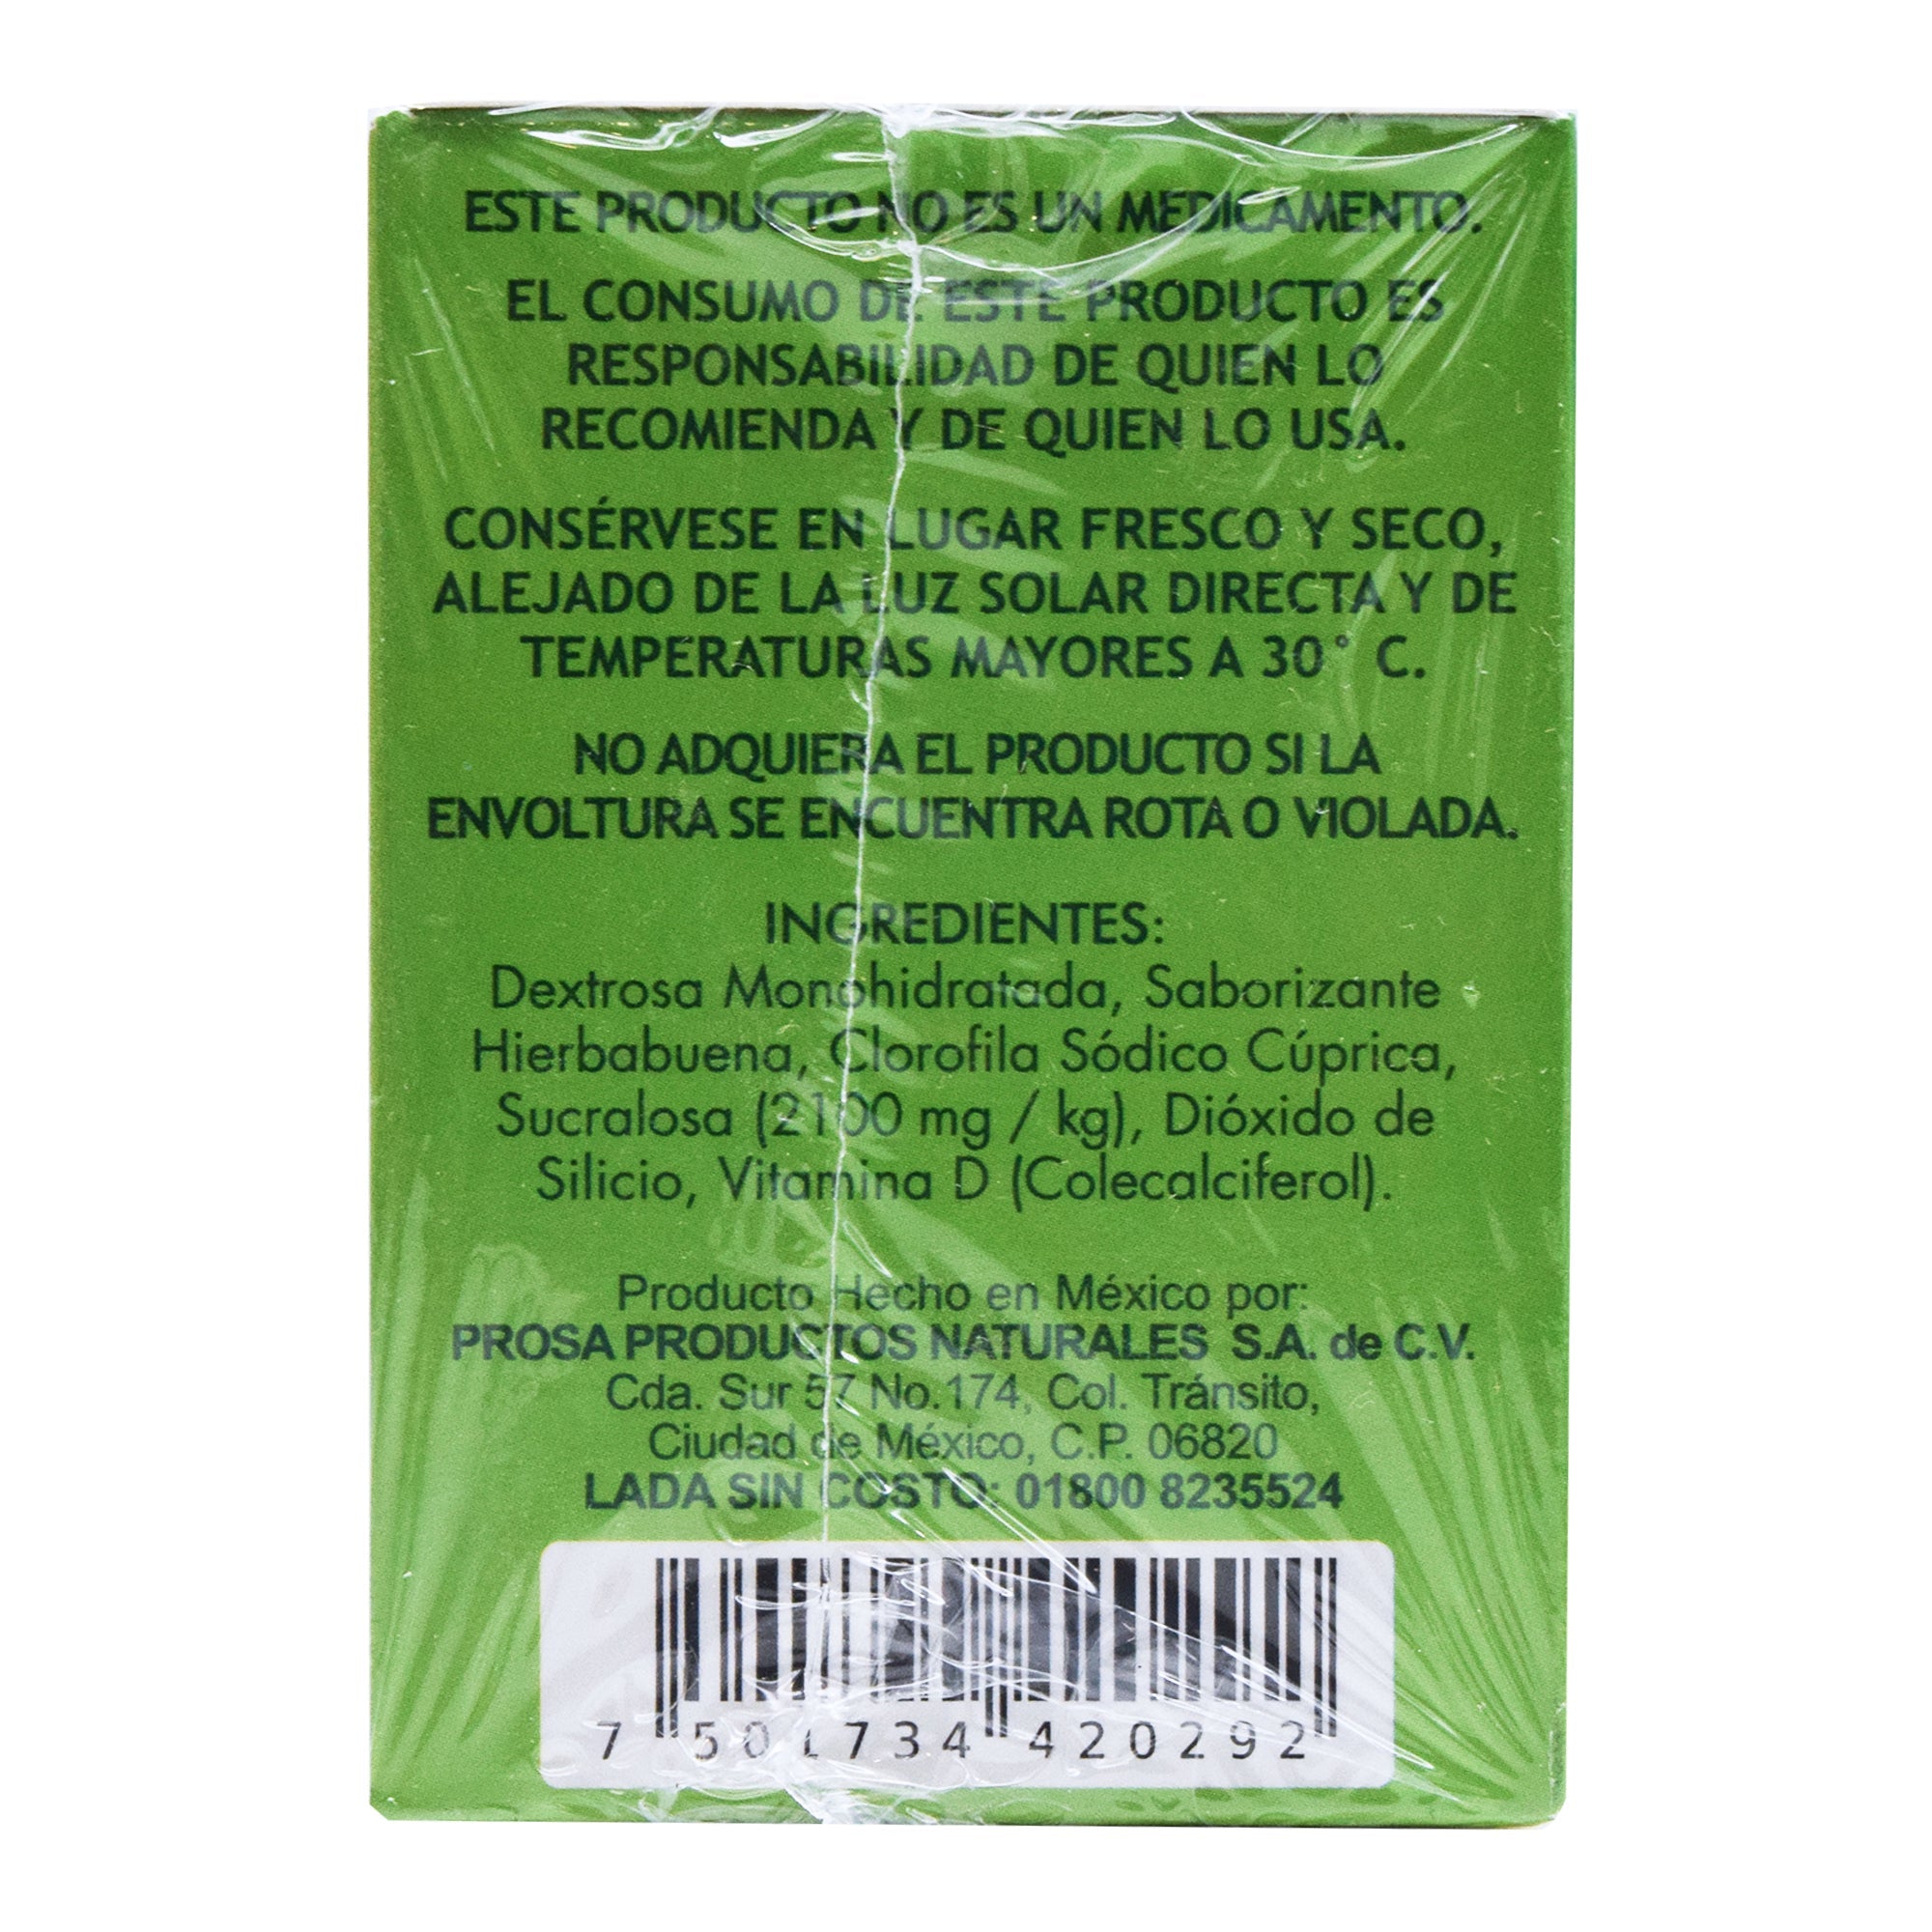 ESTE PRODUCTO NO ES UN MEDICAMENTO.
EL CONSUMO DE ESTE PRODUCTO ES
RESPONSABILIDAD DE QUIEN LO
RECOMIENDA Y DE QUIEN LO USA.
CONSÉRVESE EN LUGAR FRESCO Y SECO,
ALEJADO DE LA LUZ SOLAR DIRECTA Y DE
TEMPERATURAS MAYORES A 30° C.
NO ADQUIERA EL PRODUCTO SI LA
ENVOLTURA SE ENCUENTRA ROTA O VIOLADA.
INGREDIENTES:
Dextrosa Monohidratada, Saborizante
Hierbabuena, Clorofila Sódico Cúprica,
Sucralosa (2100 mg / kg), Dióxido de
Silicio, Vitamina D (Colecalciferol).
Producto Hecho en México por:
PROSA PRODUCTOS NATURALES S.A. de C.V.
Cda. Sur 57 No.174, Col. Tránsito,
Ciudad de México, C.P. 06820
LADA SIN COSTO: 01800 8235524
7 501734 420292